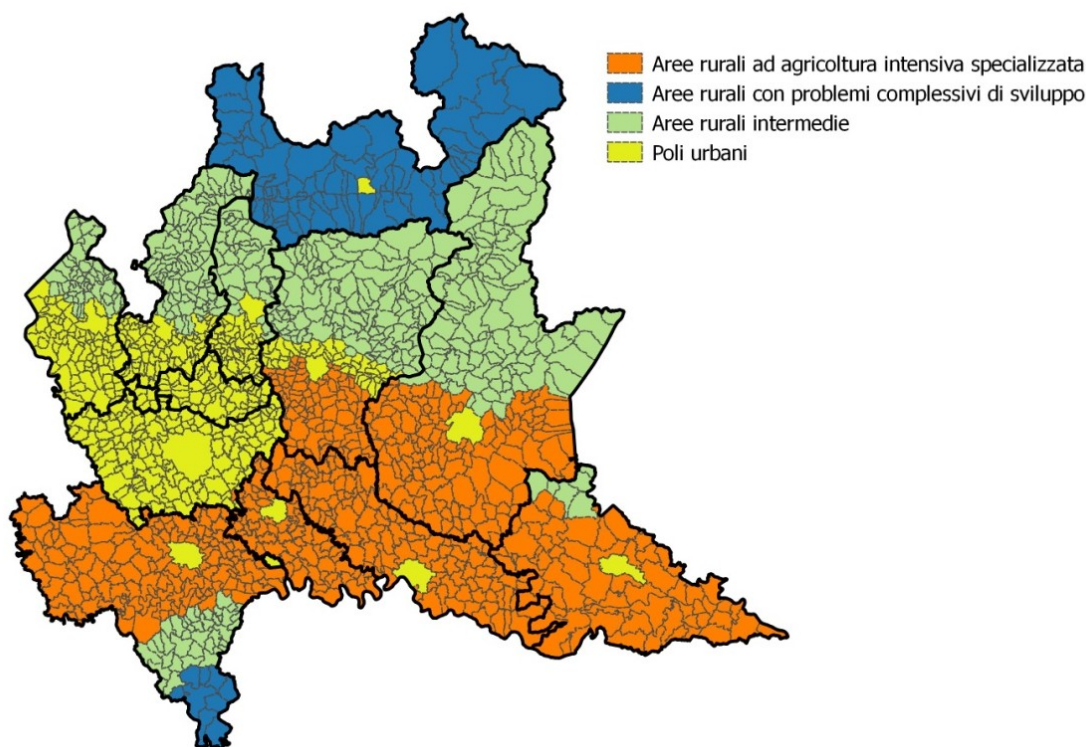 Aree rurali ad agricoltura intensiva specializzata
Aree rurali con problemi complessivi di sviluppo
Aree rurali intermedie
Poli urbani